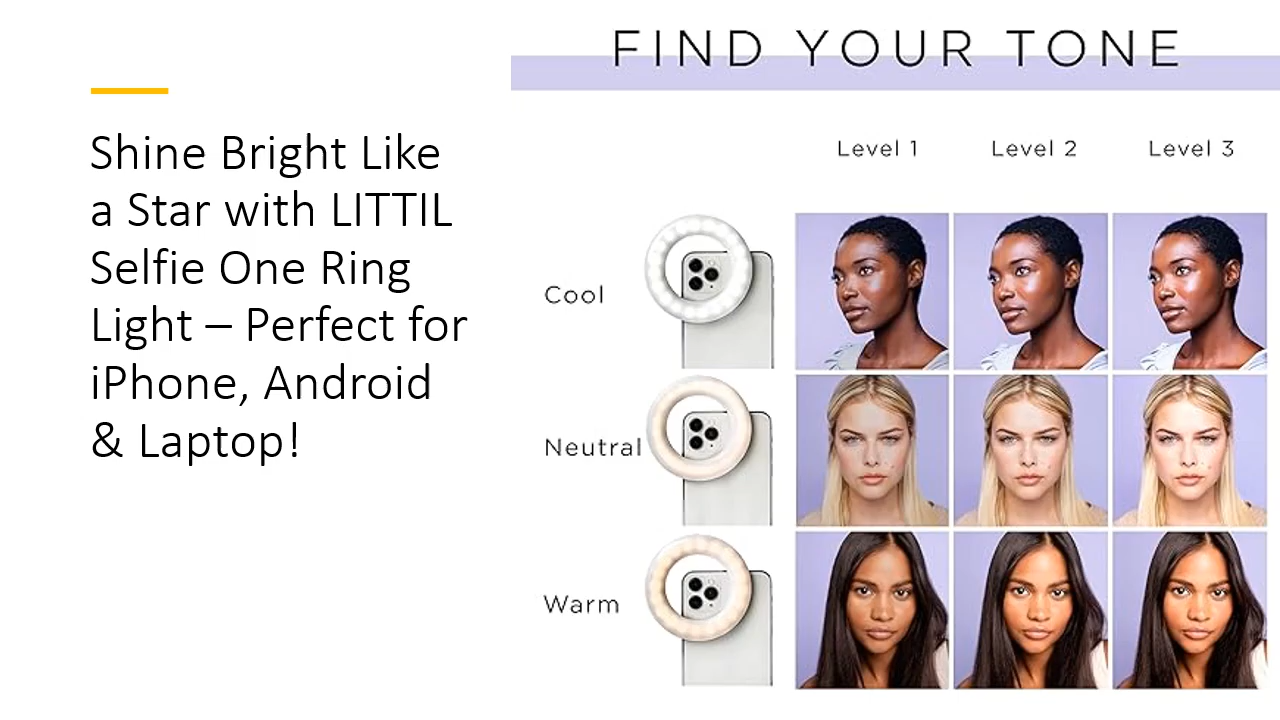 Shine Bright Like
a Star with LITTIL
Selfie One Ring
Light – Perfect for
iPhone, Android
& Laptop!
FIND YOUR TONE
Level 1 Level 2 Level 3
Cool
Neutral
Warm